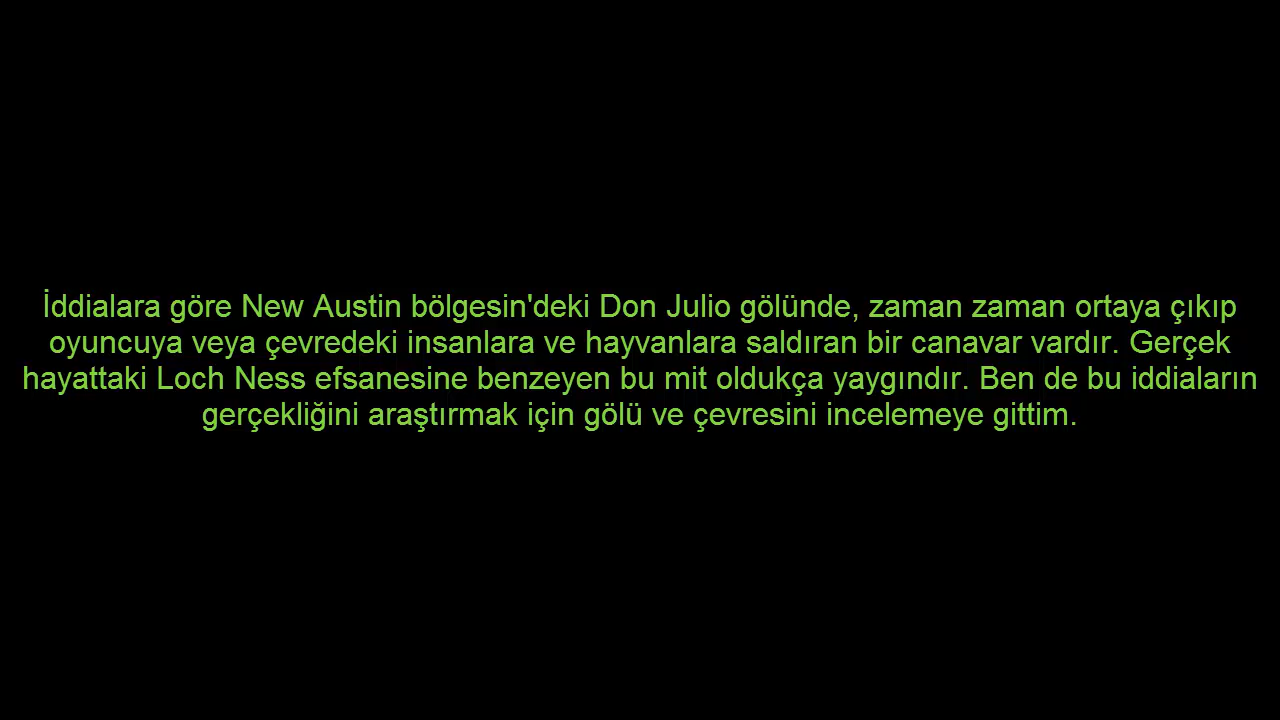 İddialara göre New Austin bölgesin'deki Don Julio gölünde, zaman zaman ortaya çıkıp
oyuncuya veya çevredeki insanlara ve hayvanlara saldıran bir canavar vardır. Gerçek
hayattaki Loch Ness efsanesine benzeyen bu mit oldukça yaygındır. Ben de bu iddiaların
gerçekliğini araştırmak için gölü ve çevresini incelemeye gittim.